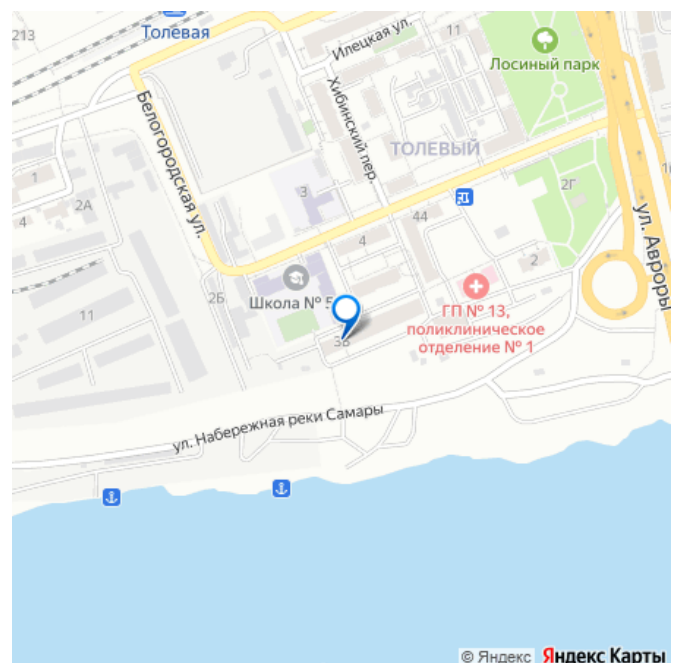 213
Толевая
Илецкая ул.
Лосиный парк
Белогородская ул.
Хибинский пер.
11
ТОЛЕВЫЙ
1
2А
4
3
2Г
44
4
ул. Авроры
2
2Б
Школа № 5
11
ГП № 13,
поликлиническое
отделение № 1
3Б
ул. Набережная реки Самары
© Яндекс Яндекс Карты